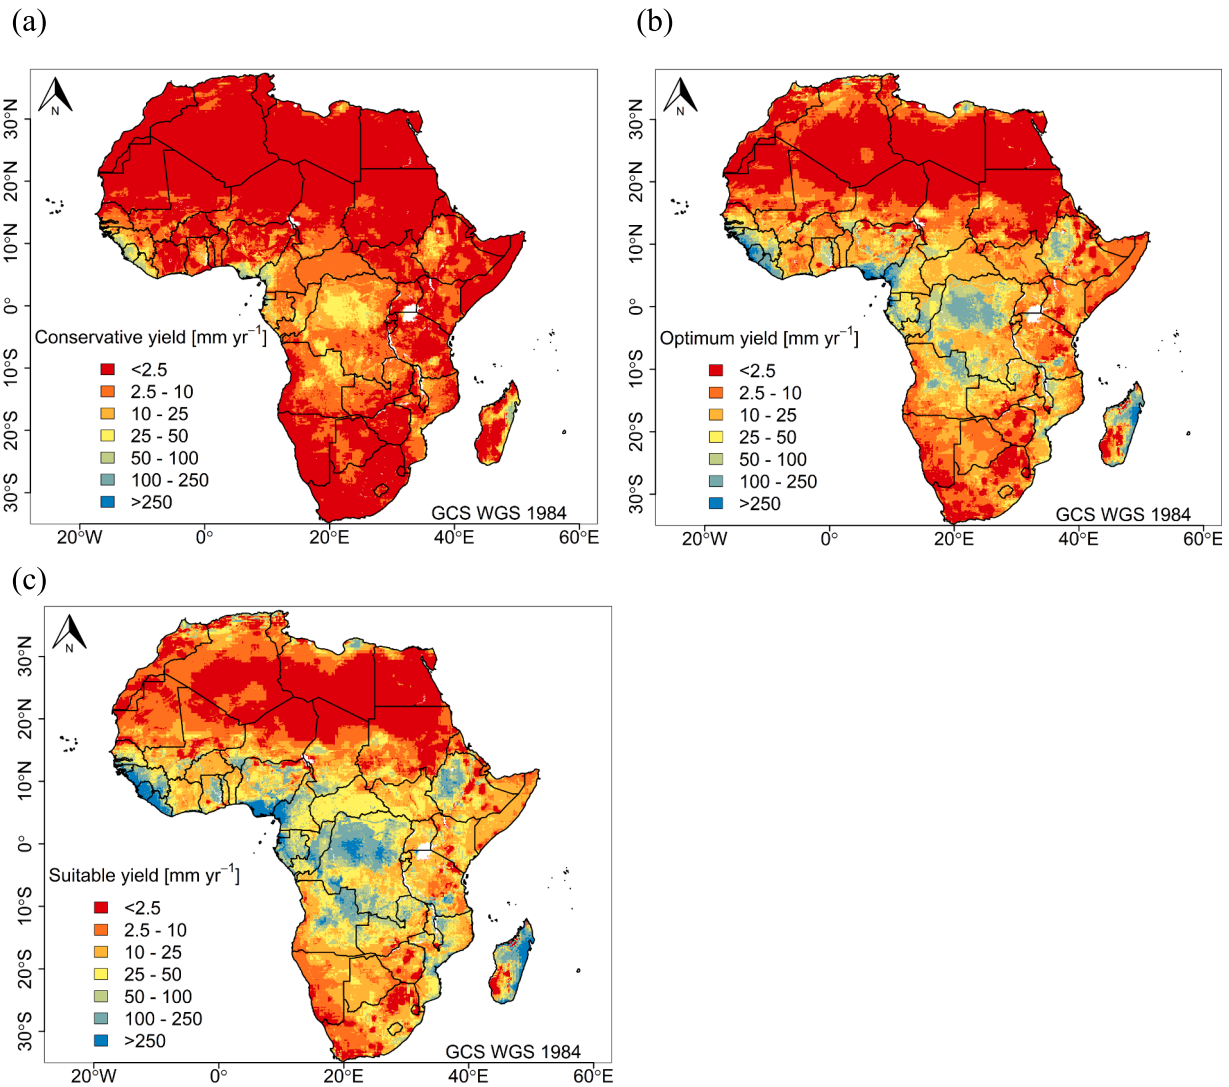 (a)
(b)
N
30°N
20°N
10°N
0°
10°S
20°S
30°S
Conservative yield [mm yr⁻¹]
<2.5
2.5 - 10
10 - 25
25 - 50
50 - 100
100 - 250
>250
GCS WGS 1984
20°W
0°
20°E
40°E
60°E
N
30°N
20°N
10°N
0°
10°S
20°S
30°S
Optimum yield [mm yr⁻¹]
<2.5
2.5 - 10
10 - 25
25 - 50
50 - 100
100 - 250
>250
GCS WGS 1984
20°W
0°
20°E
40°E
60°E
(c)
N
30°N
20°N
10°N
0°
10°S
20°S
30°S
Suitable yield [mm yr⁻¹]
<2.5
2.5 - 10
10 - 25
25 - 50
50 - 100
100 - 250
>250
GCS WGS 1984
20°W
0°
20°E
40°E
60°E